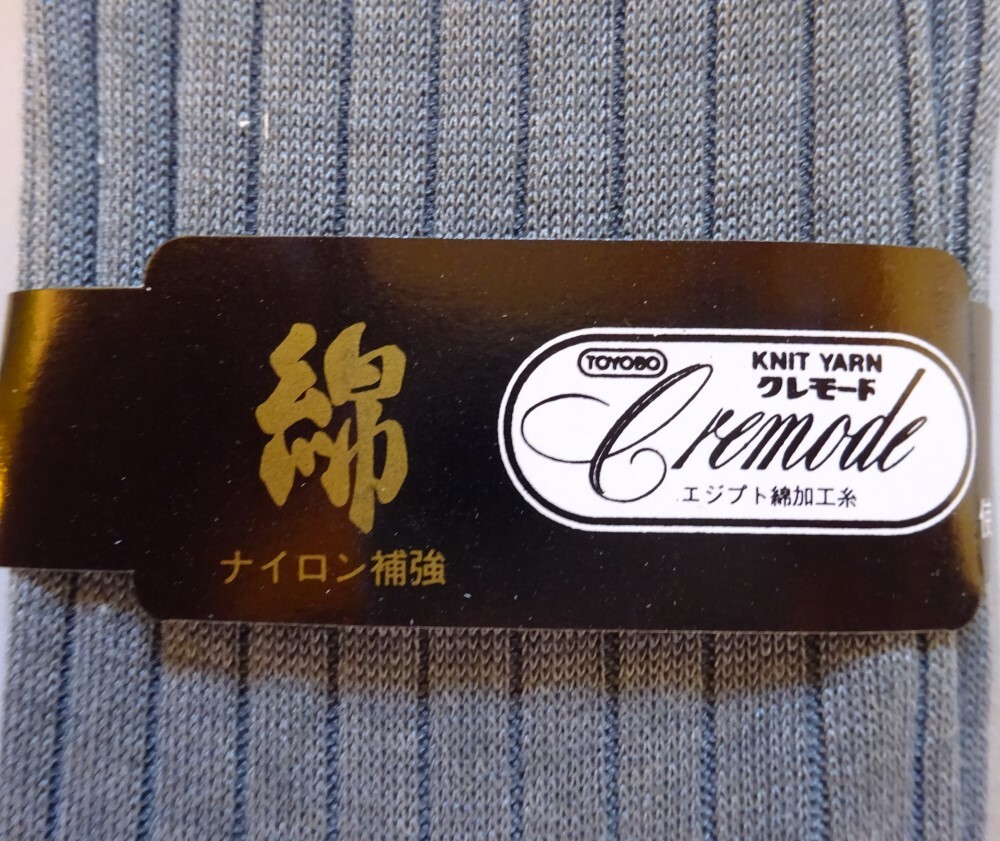 綿
ナイロン補強
TOYOBO
KNIT YARN
クレモード
Cremode
エジプト綿加工糸